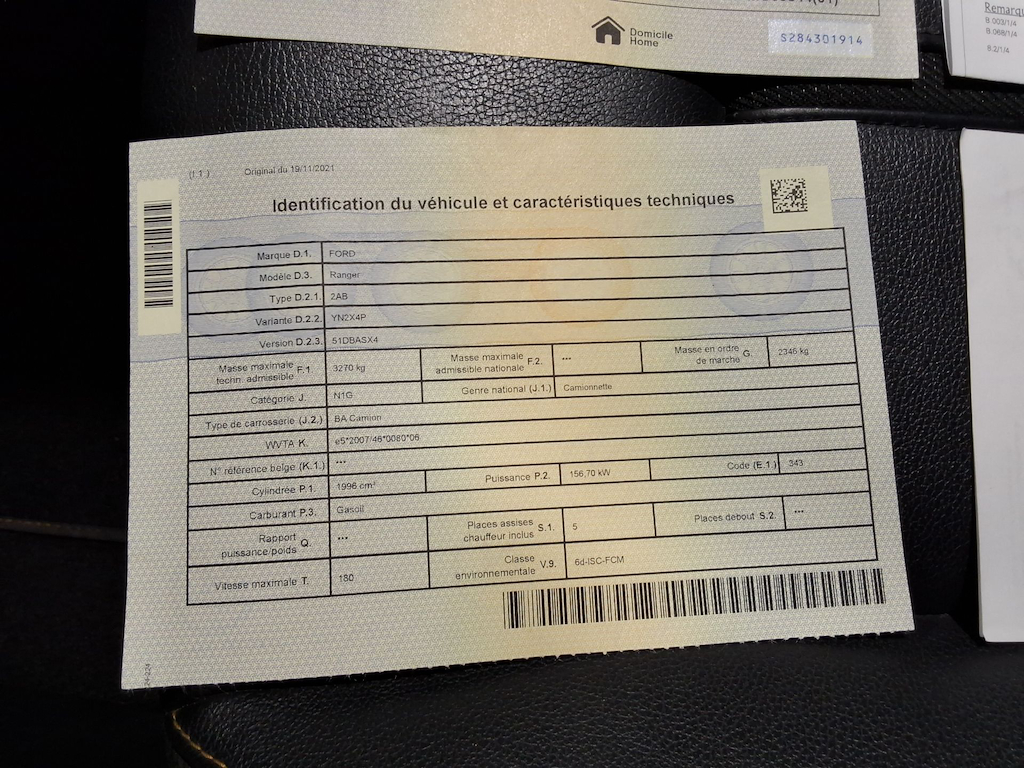 Domicile
Home
S284301914
Remarqu
B.003/1/4
B.068/1/4
B.2/1/4
(I.1.) Original du 19/11/2021
Identification du véhicule et caractéristiques techniques
Marque D.1. FORD
Modèle D.3. Ranger
Type D.2.1. 2AB
Variante D.2.2. YN2X4P
Version D.2.3. 51DBASX4
Masse maximale techn. admissible F.1. 3270 kg Masse maximale admissible nationale F.2. --- Masse en ordre de marche G. 2346 kg
Catégorie J. N1G Genre national (J.1.) Camionnette
Type de carrosserie (J.2.) BA Camion
WVTA K. e5*2007/46*0080*06
N° référence belge (K.1.) ---
Cylindrée P.1. 1996 cm³ Puissance P.2. 156,70 kW Code (E.1.) 343
Carburant P.3. Gasoil
Rapport puissance/poids Q. --- Places assises chauffeur inclus S.1. 5 Places debout S.2. ---
Vitesse maximale T. 180 Classe environnementale V.9. 6d-ISC-FCM